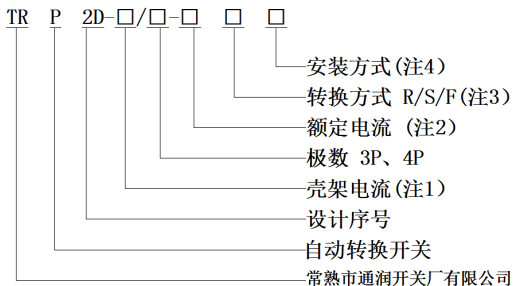 TR P 2D-□/□-□ □ □
安装方式(注4)
转换方式 R/S/F(注3)
额定电流 (注2)
极数 3P、4P
壳架电流(注1)
设计序号
自动转换开关
常熟市通润开关厂有限公司